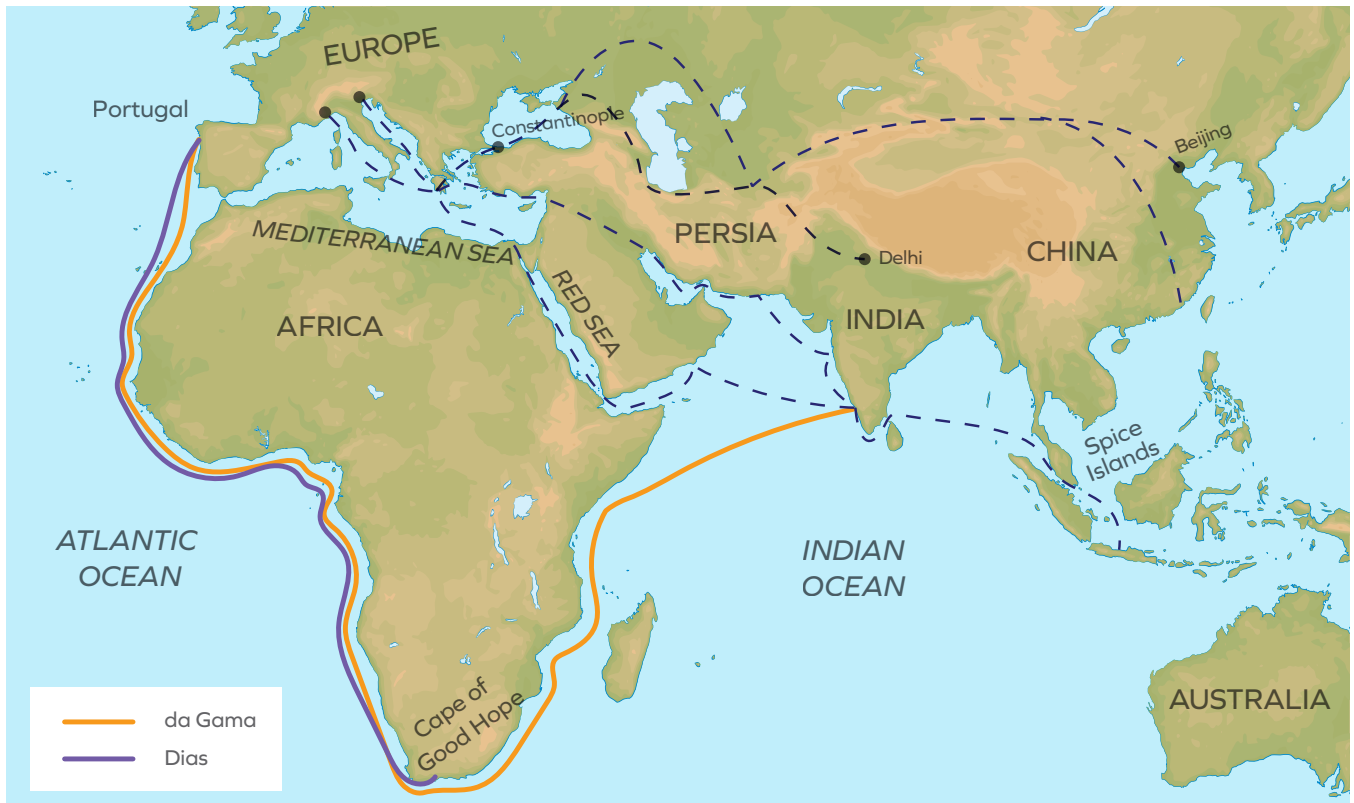 EUROPE
Portugal
Constantinople
Beijing
MEDITERRANEAN SEA
PERSIA
CHINA
Delhi
RED SEA
AFRICA
INDIA
Spice
Islands
ATLANTIC
OCEAN
INDIAN
OCEAN
Cape of
Good Hope
AUSTRALIA
da Gama
Dias